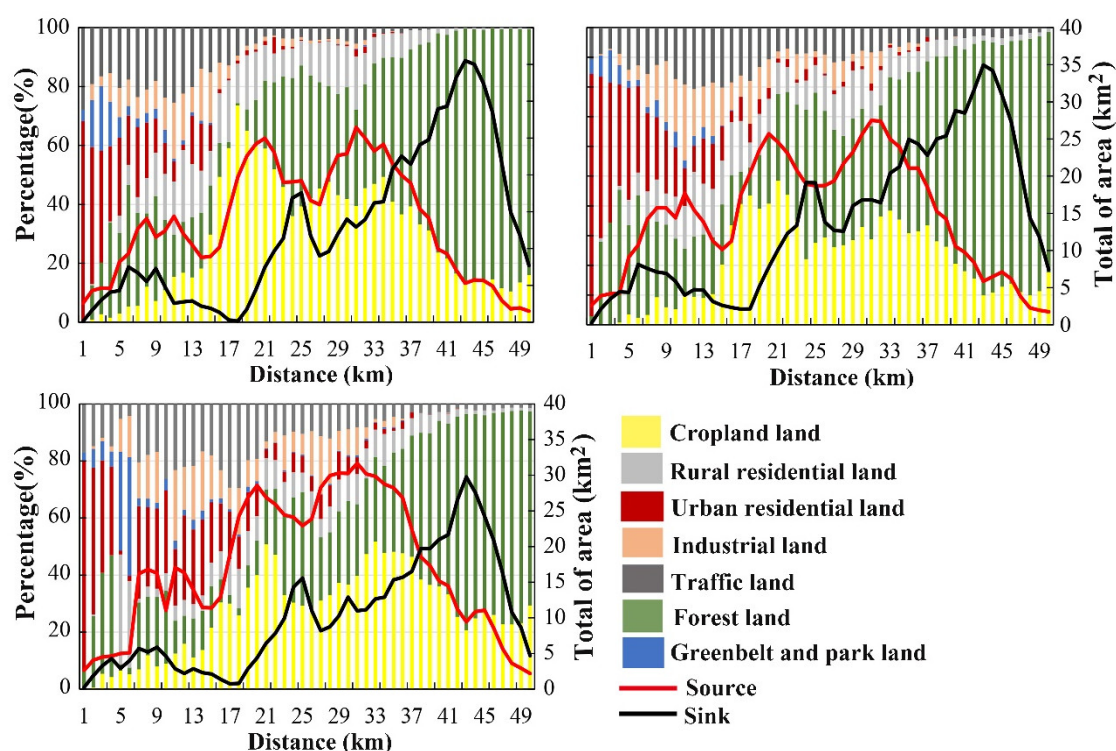 100
80
60
40
20
0
Percentage(%)
1 5 9 13 17 21 25 29 33 37 41 45 49
Distance (km)
40
35
30
25
20
15
10
5
0
Total of area (km²)
1 5 9 13 17 21 25 29 33 37 41 45 49
Distance (km)
100
80
60
40
20
0
Percentage(%)
40
35
30
25
20
15
10
5
0
Total of area (km²)
1 5 9 13 17 21 25 29 33 37 41 45 49
Distance (km)
Cropland land
Rural residential land
Urban residential land
Industrial land
Traffic land
Forest land
Greenbelt and park land
Source
Sink